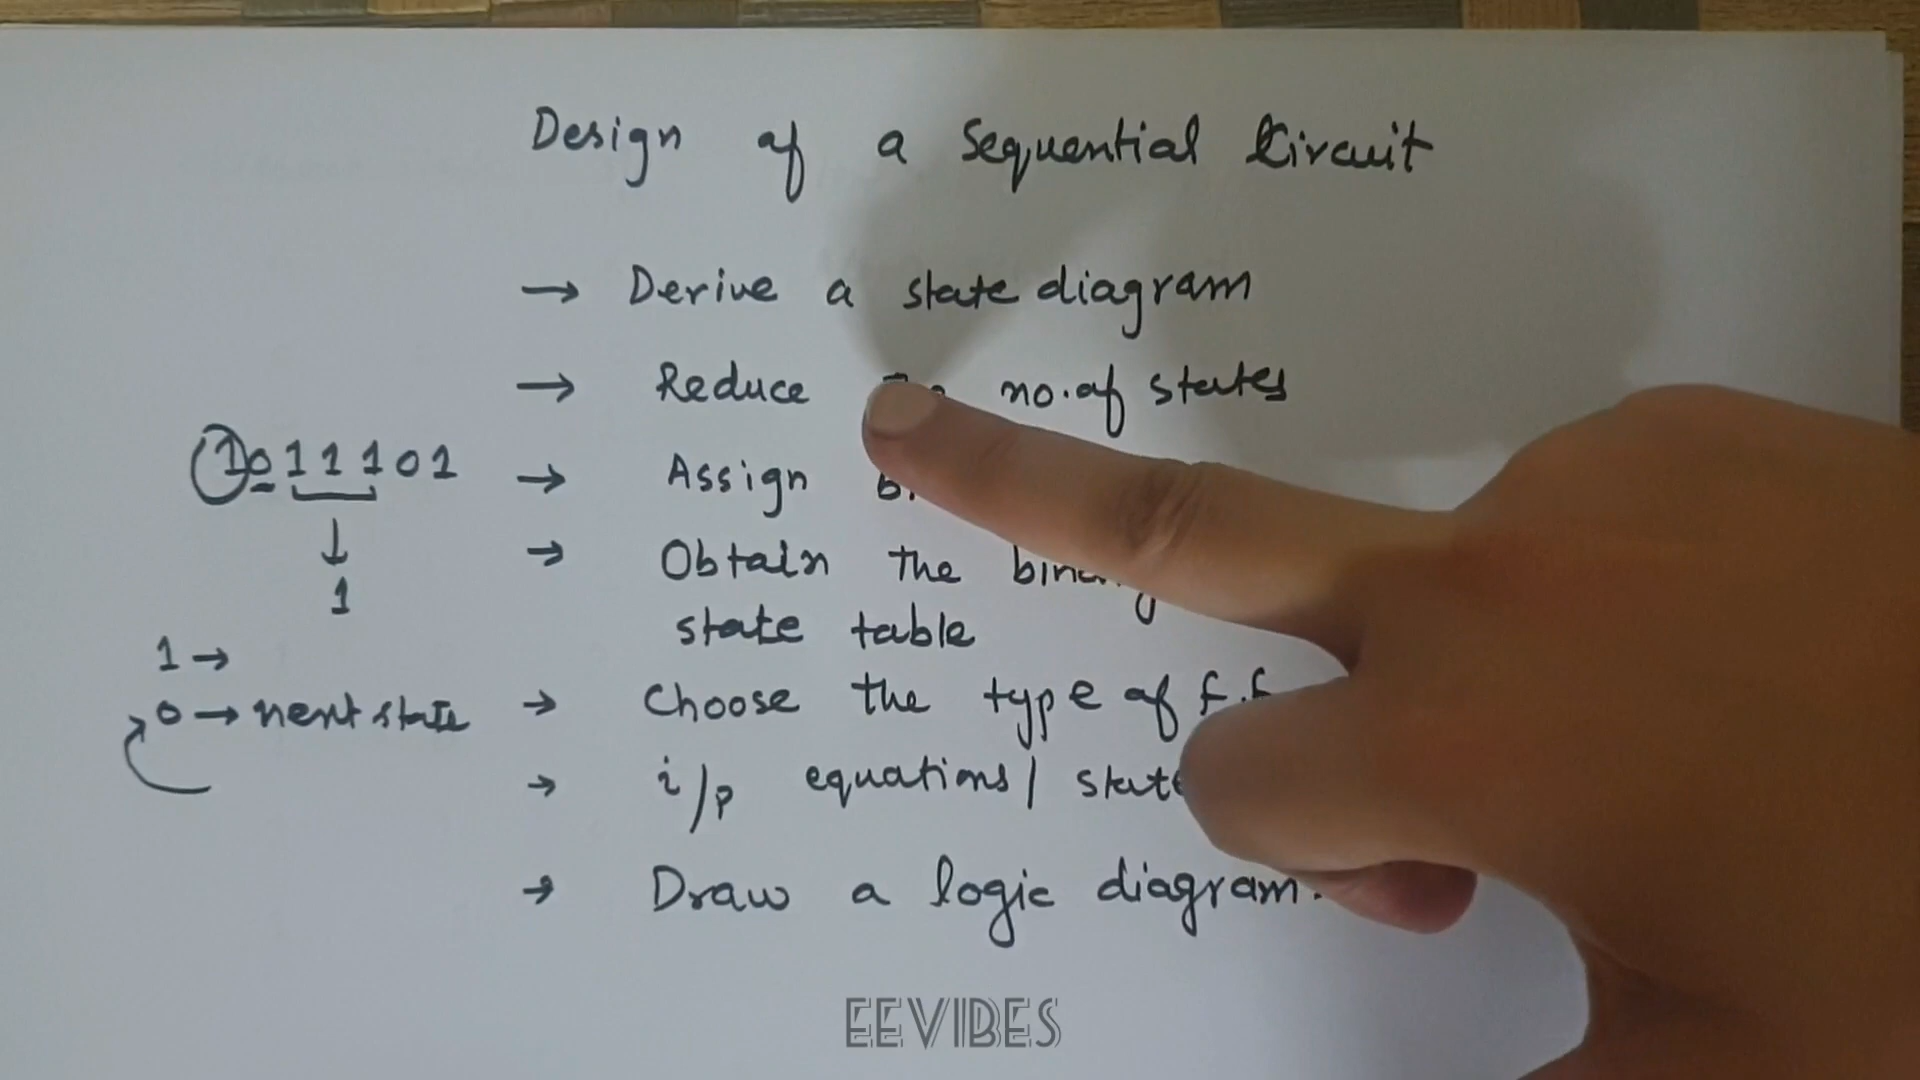 Design of a Sequential Circuit
→ Derive a state diagram
→ Reduce no. of states
1011101
→ Assign
↓
1
→ Obtain the binary
state table
1 →
0 → next state
→ Choose the type of F.F
→ i/p equations / state
→ Draw a logic diagram.
EEVIBES